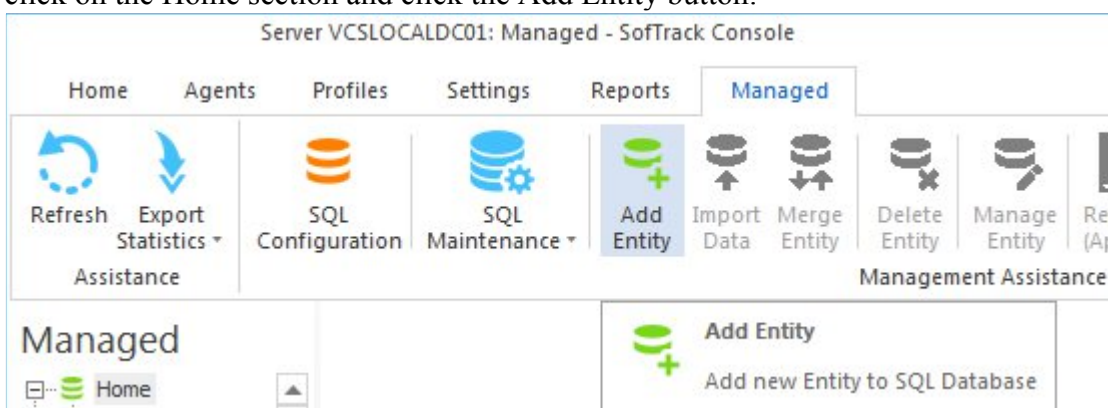 click on the Home section and click the Add Entity button.
Server VCSLOCALDC01: Managed - SofTrack Console
Home Agents Profiles Settings Reports Managed
Refresh Export Statistics
SQL Configuration
SQL Maintenance
Add Entity
Import Data
Merge Entity
Delete Entity
Manage Entity
Assistance
Management Assistance
Managed
Home
Add Entity
Add new Entity to SQL Database